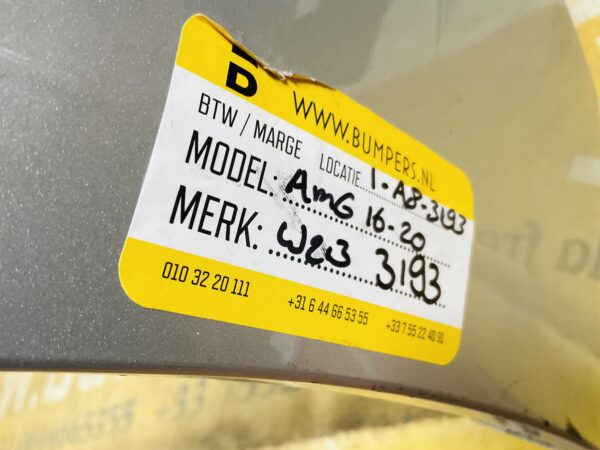 D
WWW.BUMPERS.NL
BTW / MARGE LOCATIE 1-A8-3193
MODEL: AMG 16-20
MERK: W213 3193
010 32 20 111 +31 6 44 66 53 55 +33 7 55 22 40 91